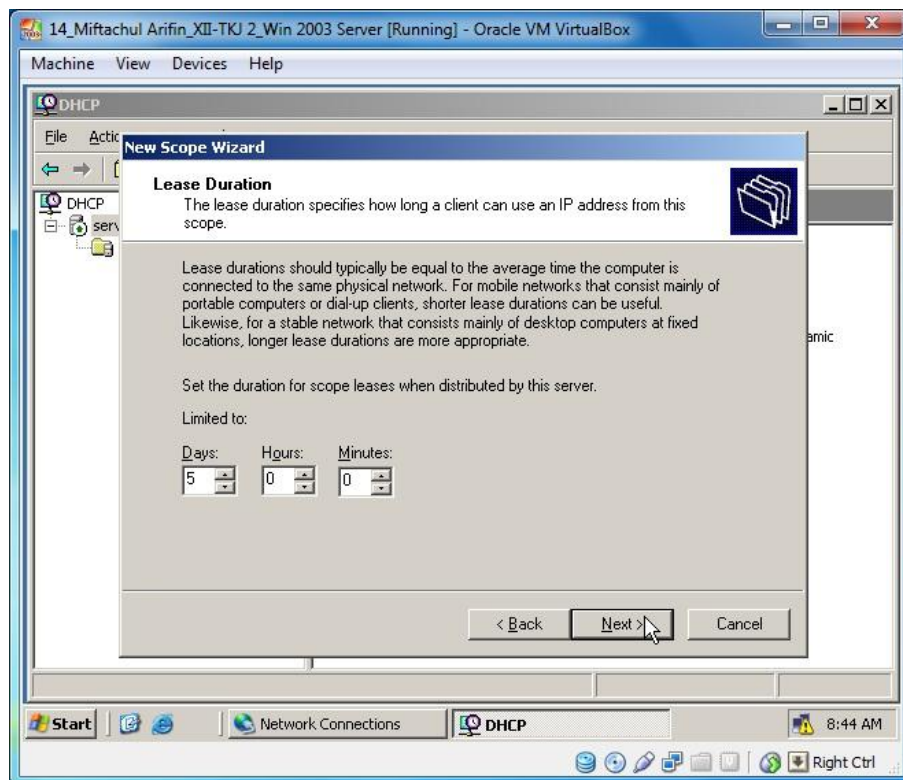 14_Miftachul Arifin_XII-TKJ 2_Win 2003 Server [Running] - Oracle VM VirtualBox
Machine View Devices Help
DHCP
File
New Scope Wizard
Lease Duration
The lease duration specifies how long a client can use an IP address from this
scope.
DHCP
Lease durations should typically be equal to the average time the computer is
connected to the same physical network. For mobile networks that consist mainly of
portable computers or dial-up clients, shorter lease durations can be useful.
Likewise, for a stable network that consists mainly of desktop computers at fixed
locations, longer lease durations are more appropriate.
Set the duration for scope leases when distributed by this server.
Limited to:
Days: Hours: Minutes:
5 0 0
< Back Next > Cancel
Start Network Connections DHCP 8:44 AM
Right Ctrl